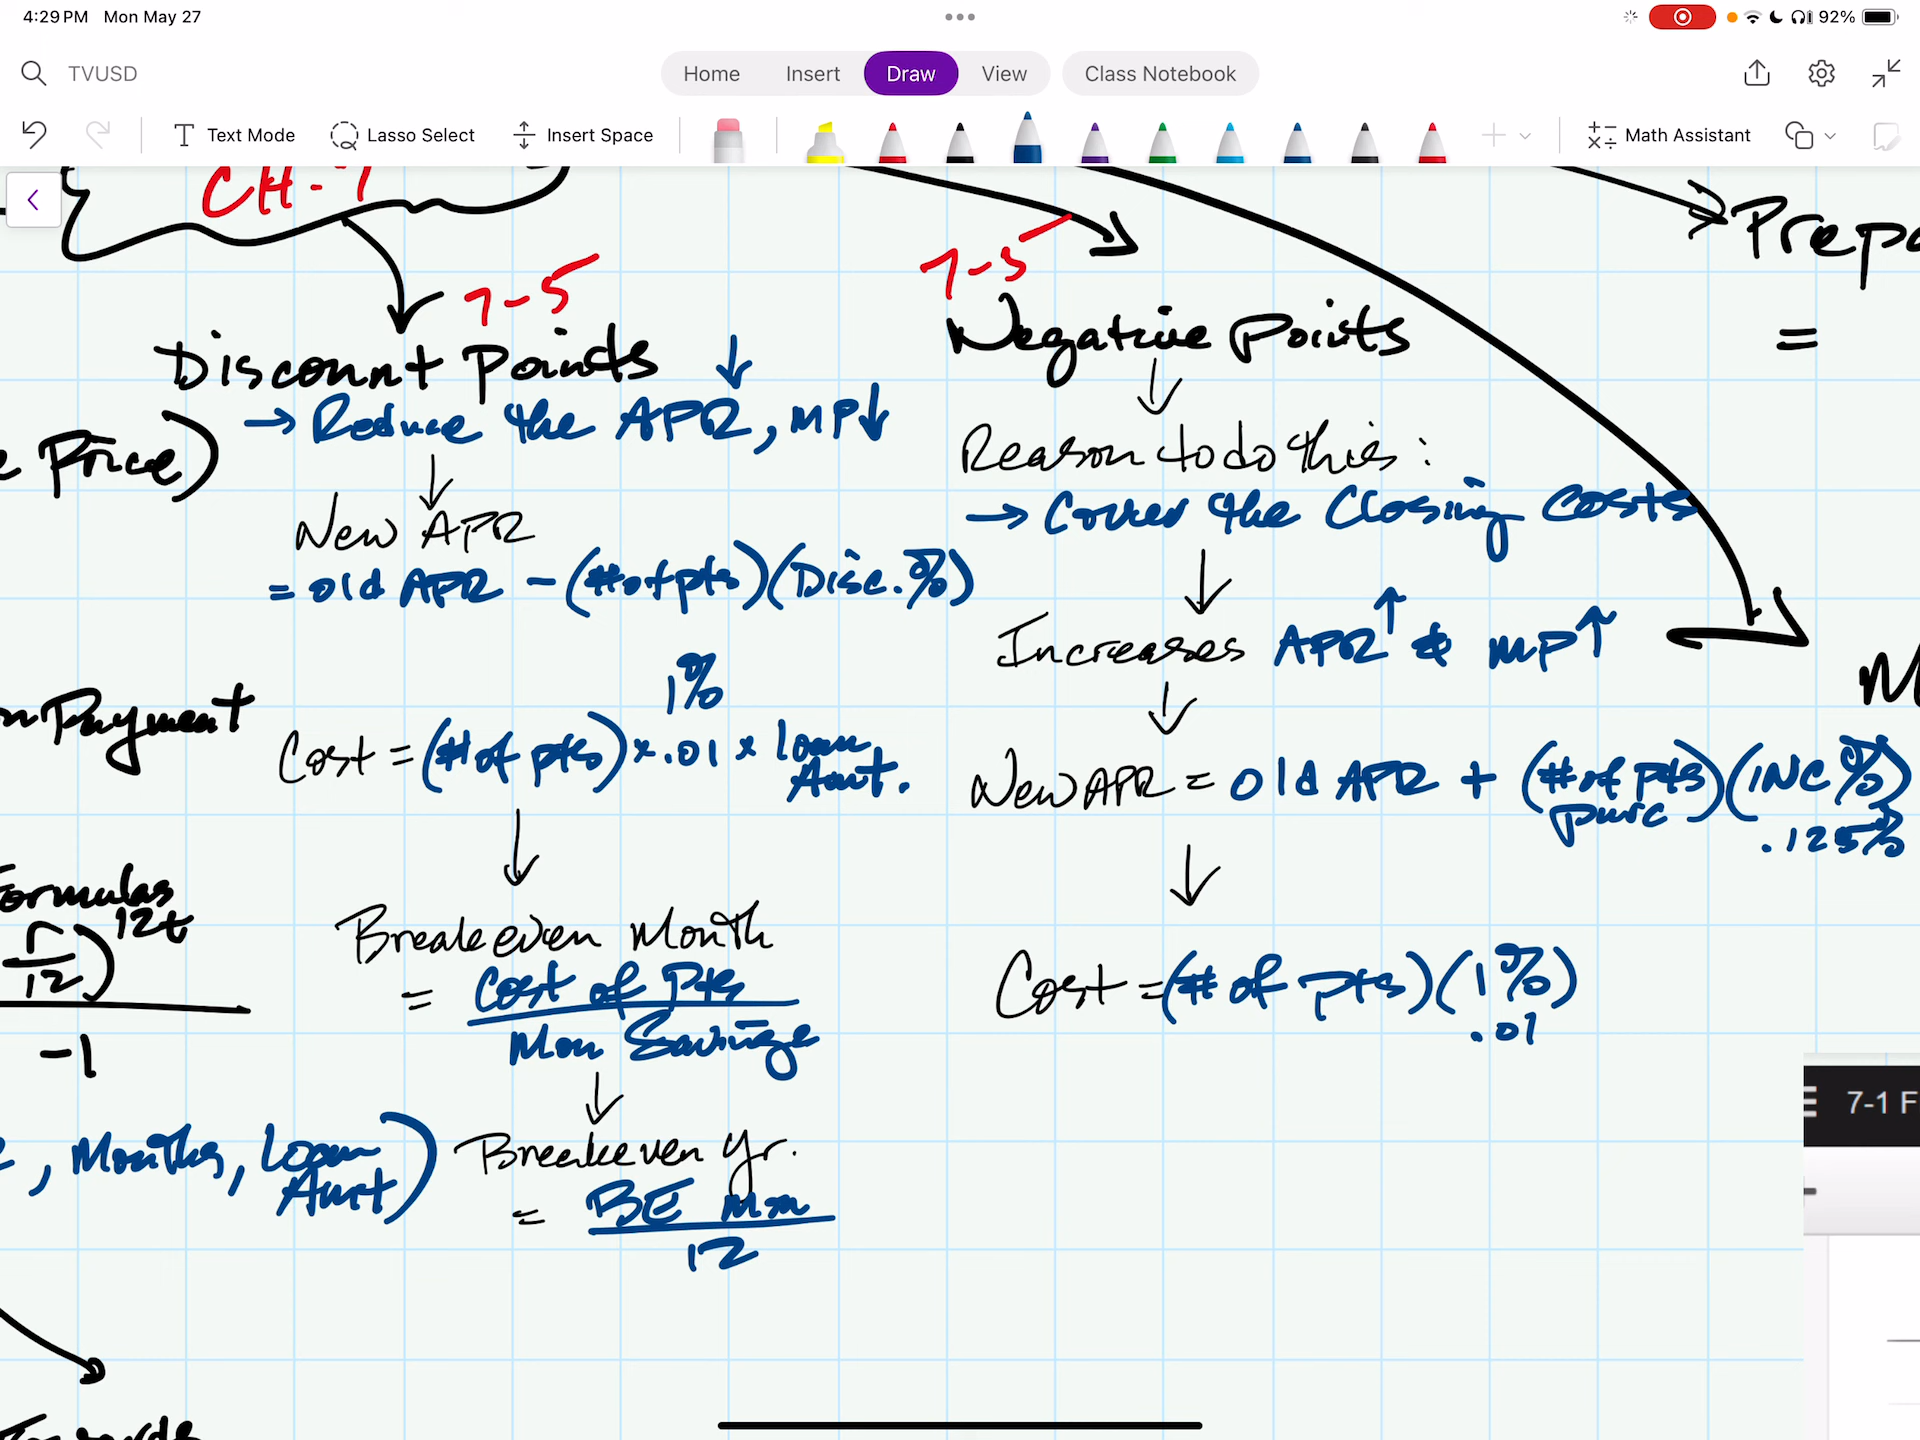 4:29 PM Mon May 27
92%
TVUSD
Home Insert Draw View Class Notebook
Text Mode Lasso Select Insert Space Math Assistant
CH-7
7-5
Discount Points ↓
→ Reduce the APR, MP↓
New APR
= old APR - (# of pts)(Disc. %)
1%
Cost = (# of pts) × .01 × Loan Amt.
Breakeven Month
= Cost of Pts
Mon Savings
Breakeven Yr.
= BE Mon
12
7-5
Negative Points
Reason to do this:
→ Cover the Closing Costs
Increases APR↑ & MP↑
New APR = old APR + (# of pts purc)(INC %)
.125%
Cost = (# of pts)(1%)
.01
Price)
Payment
r
12
) 12t
-1
, Months, Loan Amt)
=
7-1 F